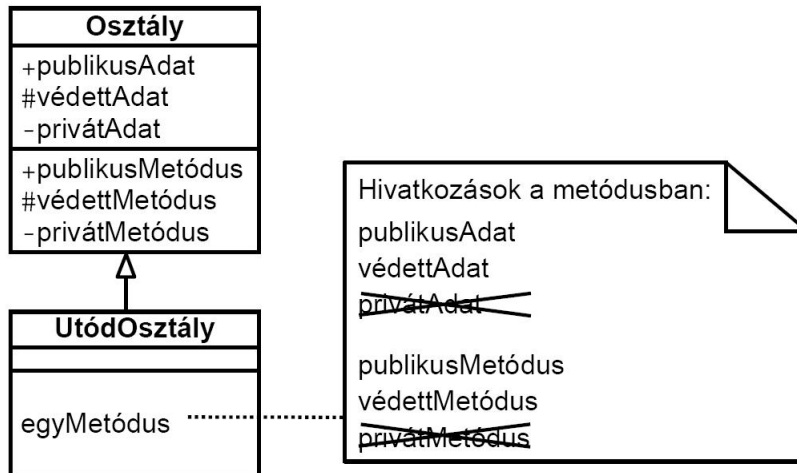 Osztály
+publikusAdat
#védettAdat
-privátAdat
+publikusMetódus
#védettMetódus
-privátMetódus
UtódOsztály
egyMetódus
Hivatkozások a metódusban:
publikusAdat
védettAdat
privátAdat
publikusMetódus
védettMetódus
privátMetódus